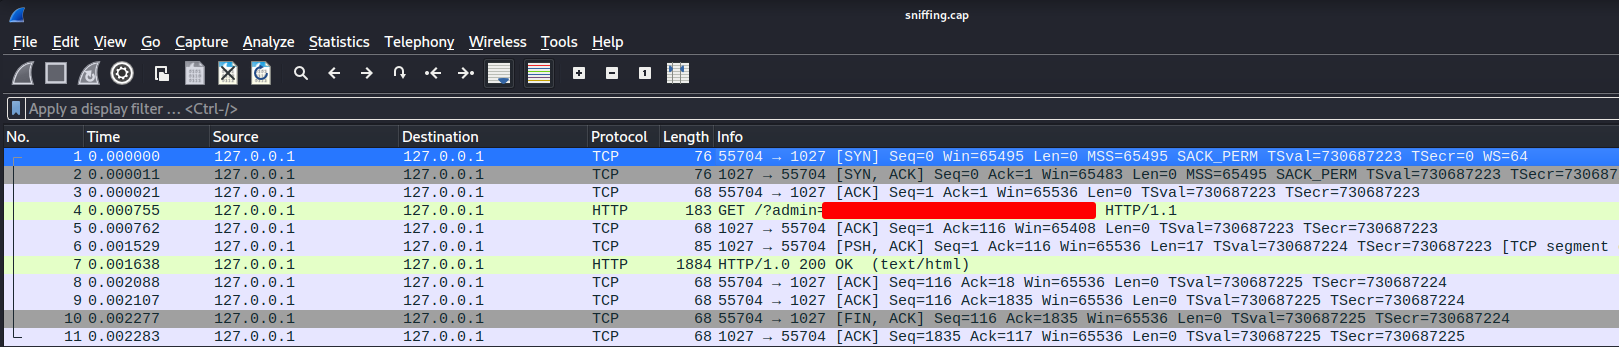 sniffing.cap
File Edit View Go Capture Analyze Statistics Telephony Wireless Tools Help
Apply a display filter … <Ctrl-/>
No. Time Source Destination Protocol Length Info
1 0.000000 127.0.0.1 127.0.0.1 TCP 76 55704 → 1027 [SYN] Seq=0 Win=65495 Len=0 MSS=65495 SACK_PERM TSval=730687223 TSecr=0 WS=64
2 0.000011 127.0.0.1 127.0.0.1 TCP 76 1027 → 55704 [SYN, ACK] Seq=0 Ack=1 Win=65483 Len=0 MSS=65495 SACK_PERM TSval=730687223 TSecr=730687
3 0.000021 127.0.0.1 127.0.0.1 TCP 68 55704 → 1027 [ACK] Seq=1 Ack=1 Win=65536 Len=0 TSval=730687223 TSecr=730687223
4 0.000755 127.0.0.1 127.0.0.1 HTTP 183 GET /?admin= HTTP/1.1
5 0.000762 127.0.0.1 127.0.0.1 TCP 68 1027 → 55704 [ACK] Seq=1 Ack=116 Win=65408 Len=0 TSval=730687223 TSecr=730687223
6 0.001529 127.0.0.1 127.0.0.1 TCP 85 1027 → 55704 [PSH, ACK] Seq=1 Ack=116 Win=65536 Len=17 TSval=730687224 TSecr=730687223 [TCP segment
7 0.001638 127.0.0.1 127.0.0.1 HTTP 1884 HTTP/1.0 200 OK (text/html)
8 0.002088 127.0.0.1 127.0.0.1 TCP 68 55704 → 1027 [ACK] Seq=116 Ack=18 Win=65536 Len=0 TSval=730687225 TSecr=730687224
9 0.002107 127.0.0.1 127.0.0.1 TCP 68 55704 → 1027 [ACK] Seq=116 Ack=1835 Win=65536 Len=0 TSval=730687225 TSecr=730687224
10 0.002277 127.0.0.1 127.0.0.1 TCP 68 55704 → 1027 [FIN, ACK] Seq=116 Ack=1835 Win=65536 Len=0 TSval=730687225 TSecr=730687224
11 0.002283 127.0.0.1 127.0.0.1 TCP 68 1027 → 55704 [ACK] Seq=1835 Ack=117 Win=65536 Len=0 TSval=730687225 TSecr=730687225